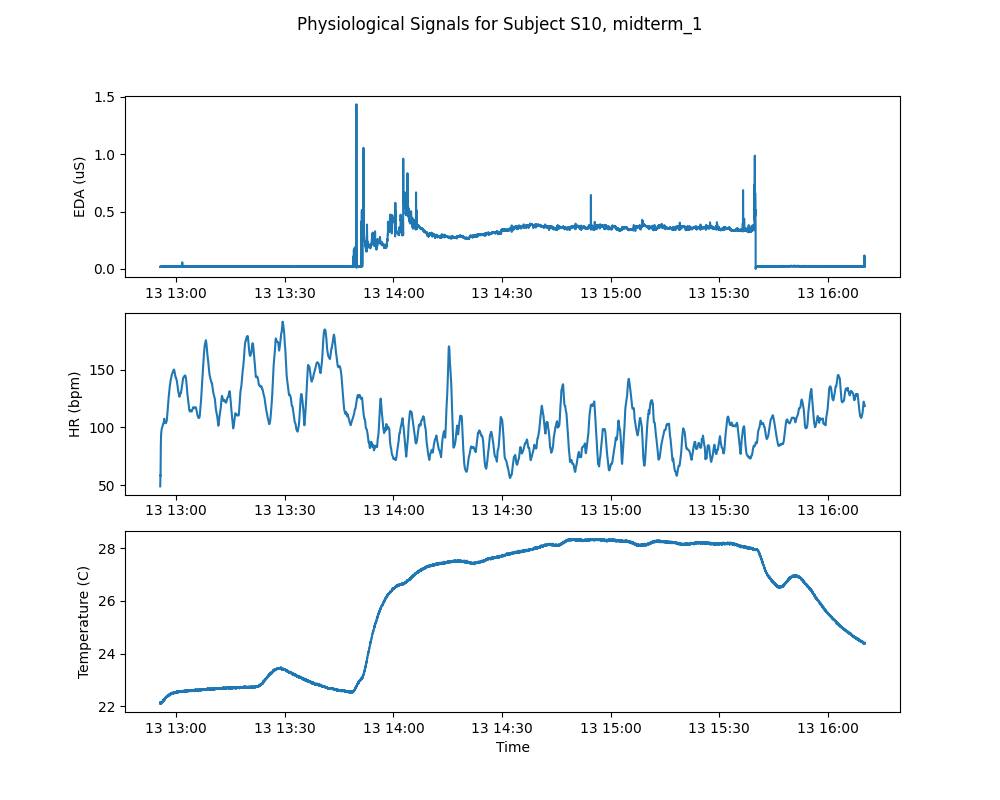 Physiological Signals for Subject S10, midterm_1
1.5
1.0
0.5
0.0
EDA (uS)
13 13:00 13 13:30 13 14:00 13 14:30 13 15:00 13 15:30 13 16:00
150
100
50
HR (bpm)
13 13:00 13 13:30 13 14:00 13 14:30 13 15:00 13 15:30 13 16:00
28
26
24
22
Temperature (C)
13 13:00 13 13:30 13 14:00 13 14:30 13 15:00 13 15:30 13 16:00
Time